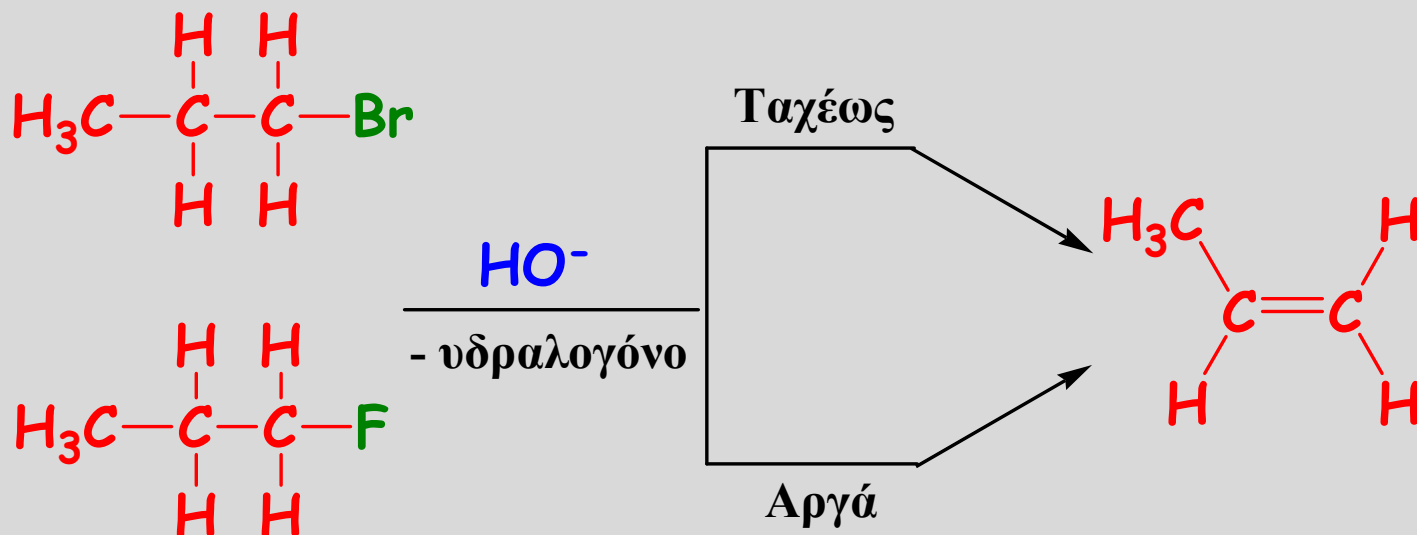 H H
H₃C C C Br
H H
Ταχέως
HO⁻
- υδραλογόνο
H H
H₃C C C F
H H
Αργά
H₃C H
C C
H H